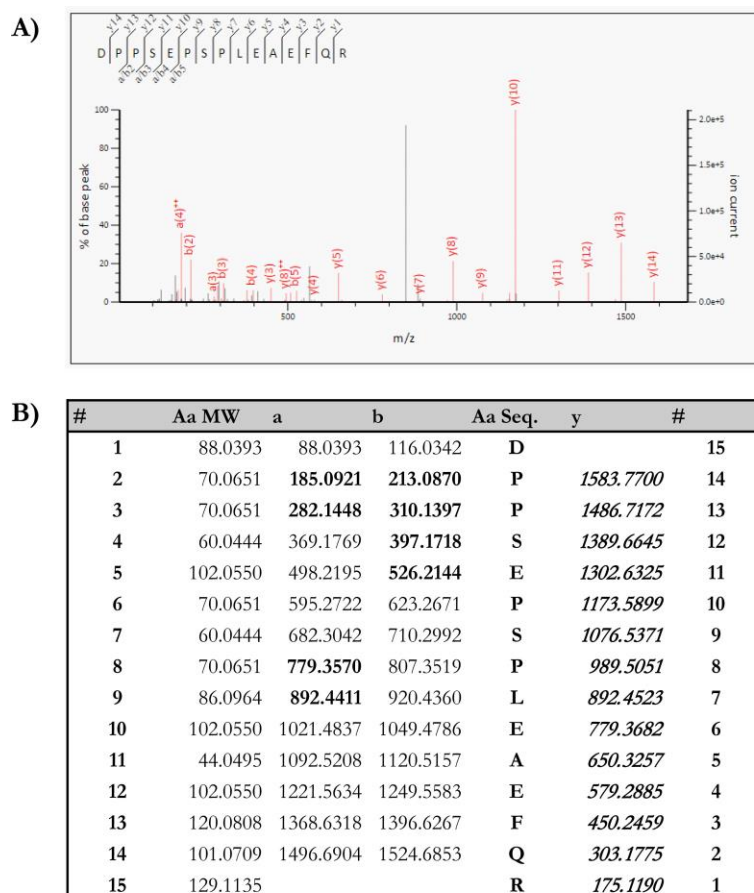 A)
y14 y13 y12 y11 y10 y9 y8 y7 y6 y5 y4 y3 y2 y1
D P P S E P S P L E A E F Q R
a/b2 a/b3 a/b4 a/b5
100
80
60
40
20
0
% of base peak
2.0e+5
1.5e+5
1.0e+5
5.0e+4
0.0e+0
ion current
a(4)++ b(2) a(3) b(3) b(4) y(3) y(8)++ b(5) y(4) y(5) y(6) y(7) y(8) y(9) y(10) y(11) y(12) y(13) y(14)
500 1000 1500
m/z
B)
# Aa MW a b Aa Seq. y #
1 88.0393 88.0393 116.0342 D 15
2 70.0651 185.0921 213.0870 P 1583.7700 14
3 70.0651 282.1448 310.1397 P 1486.7172 13
4 60.0444 369.1769 397.1718 S 1389.6645 12
5 102.0550 498.2195 526.2144 E 1302.6325 11
6 70.0651 595.2722 623.2671 P 1173.5899 10
7 60.0444 682.3042 710.2992 S 1076.5371 9
8 70.0651 779.3570 807.3519 P 989.5051 8
9 86.0964 892.4411 920.4360 L 892.4523 7
10 102.0550 1021.4837 1049.4786 E 779.3682 6
11 44.0495 1092.5208 1120.5157 A 650.3257 5
12 102.0550 1221.5634 1249.5583 E 579.2885 4
13 120.0808 1368.6318 1396.6267 F 450.2459 3
14 101.0709 1496.6904 1524.6853 Q 303.1775 2
15 129.1135 R 175.1190 1